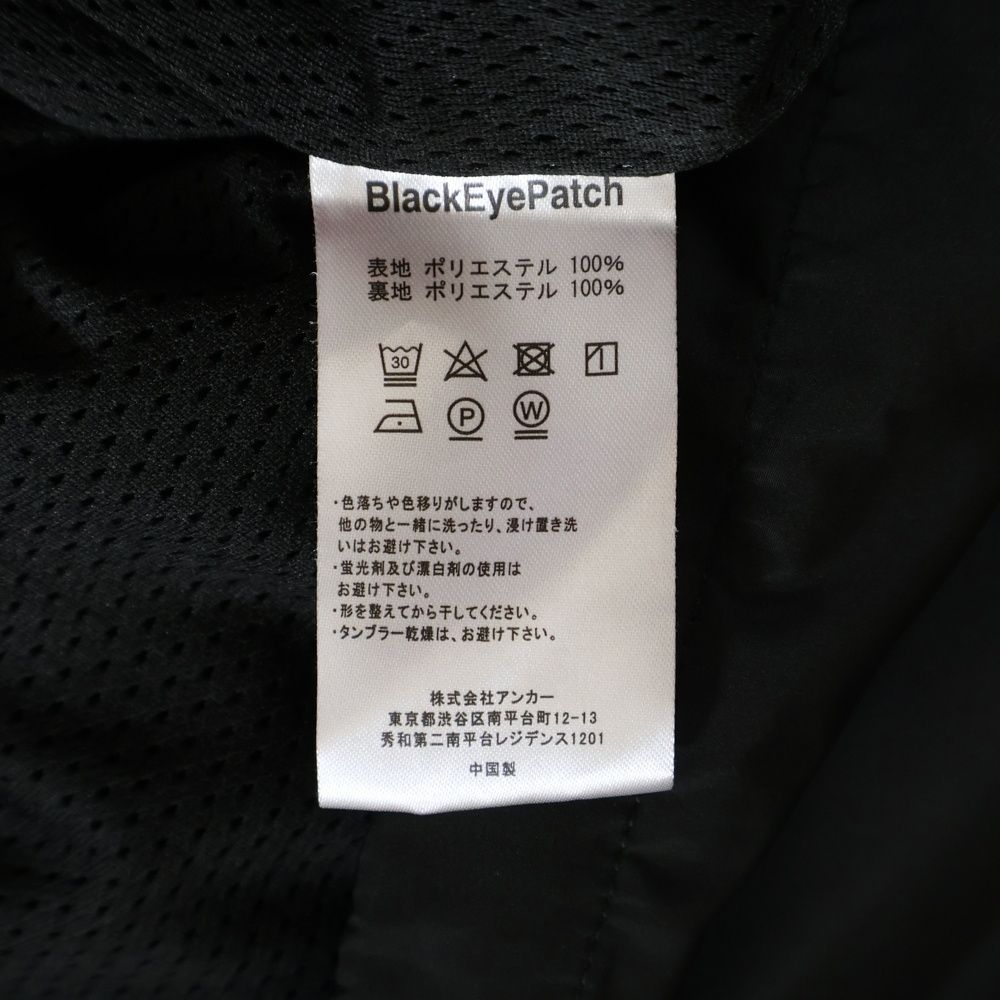 BlackEyePatch
表地 ポリエステル 100%
裏地 ポリエステル 100%
30
P W
・色落ちや色移りがしますので、
他の物と一緒に洗ったり、浸け置き洗
いはお避け下さい。
・蛍光剤及び漂白剤の使用は
お避け下さい。
・形を整えてから干してください。
・タンブラー乾燥は、お避け下さい。
株式会社アンカー
東京都渋谷区南平台町12-13
秀和第二南平台レジデンス1201
中国製